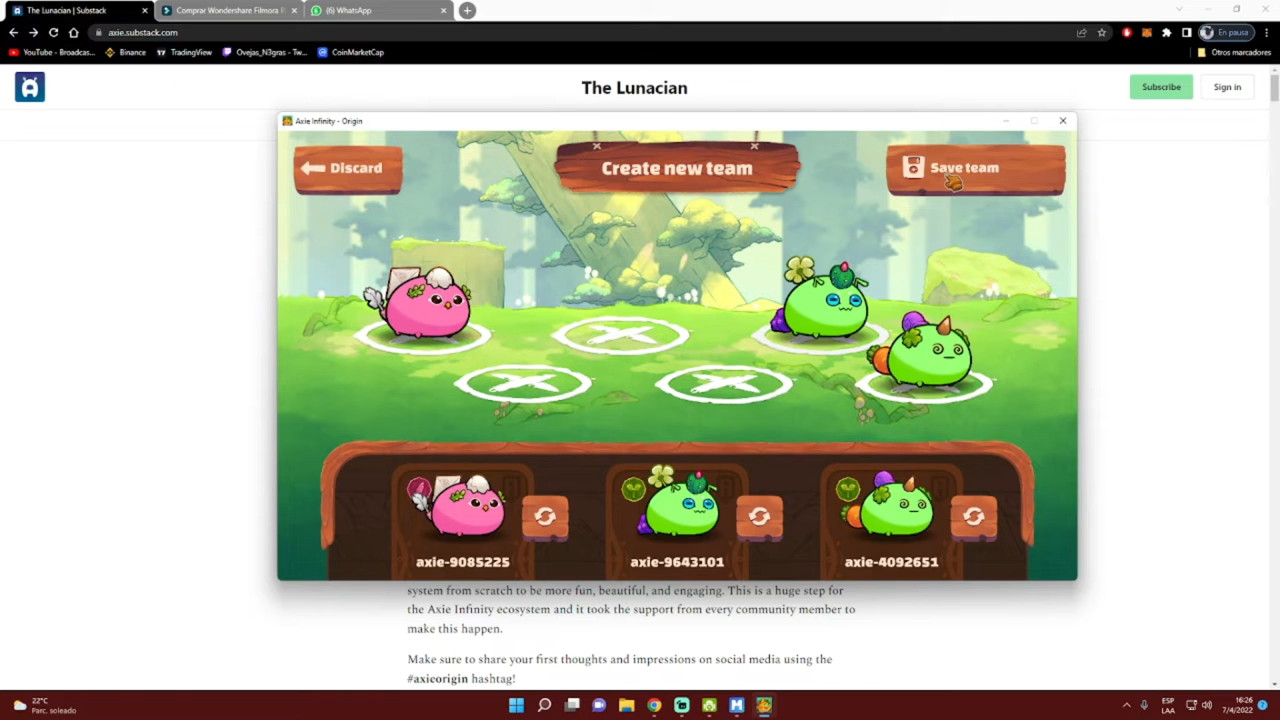 The Lunacian | Substack
Comprar Wondershare Filmora P
(6) WhatsApp
axie.substack.com
En pausa
YouTube - Broadcas...
Binance
TradingView
Ovejas_N3gras - Tw...
CoinMarketCap
Otros marcadores
The Lunacian
Subscribe
Sign in
Axie Infinity - Origin
Discard
Create new team
Save team
axie-9085225
axie-9643101
axie-4092651
system from scratch to be more fun, beautiful, and engaging. This is a huge step for
the Axie Infinity ecosystem and it took the support from every community member to
make this happen.
Make sure to share your first thoughts and impressions on social media using the
#axieorigin hashtag!
22°C
Parc. soleado
ESP
LAA
16:26
7/4/2022